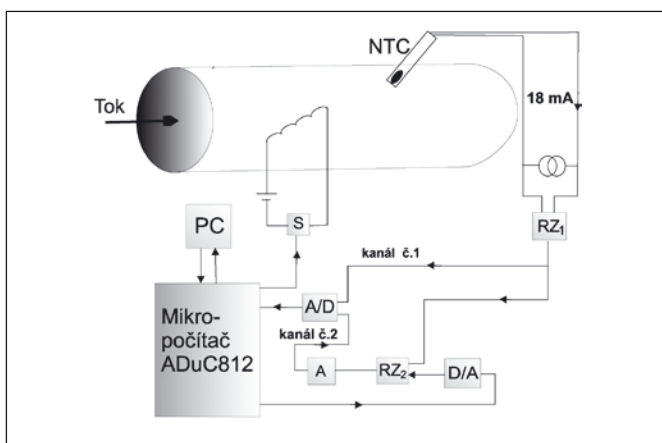 NTC
Tok
18 mA
S
PC
RZ1
kanál č.1
A/D
Mikro-
počítač
ADuC812
kanál č.2
A
RZ2
D/A